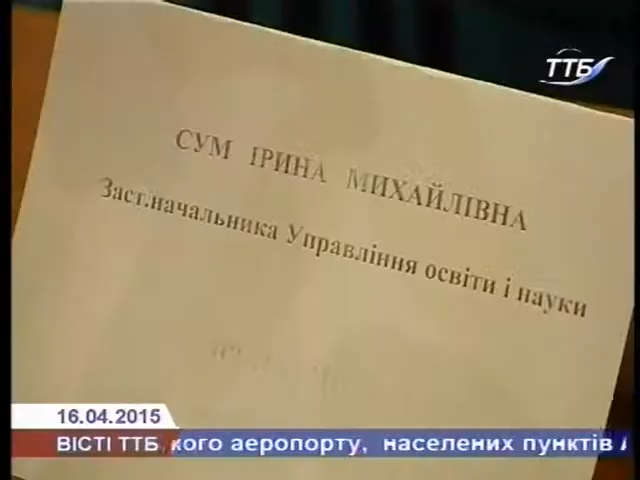 ТТБ
СУМ ІРИНА МИХАЙЛІВНА
Заст.начальника Управління освіти і науки
16.04.2015
ВІСТІ ТТБ кого аеропорту, населених пунктів